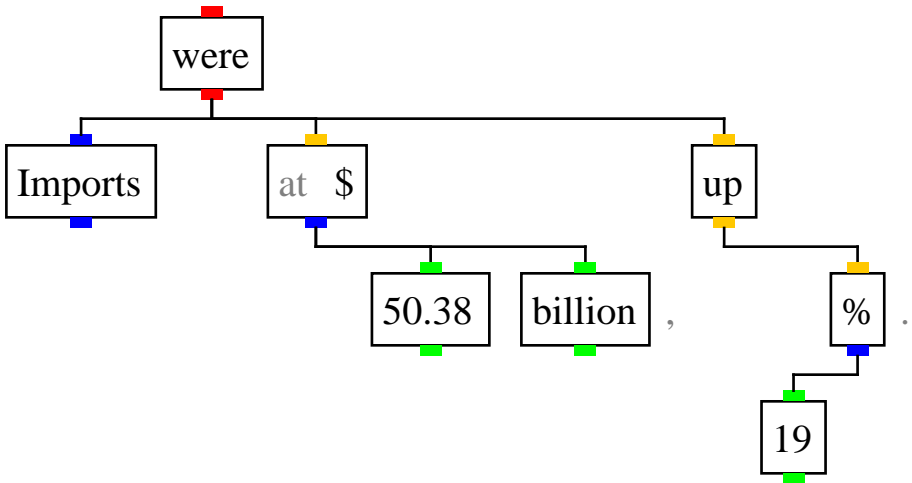 were
Imports at $ up
50.38 billion , % .
19